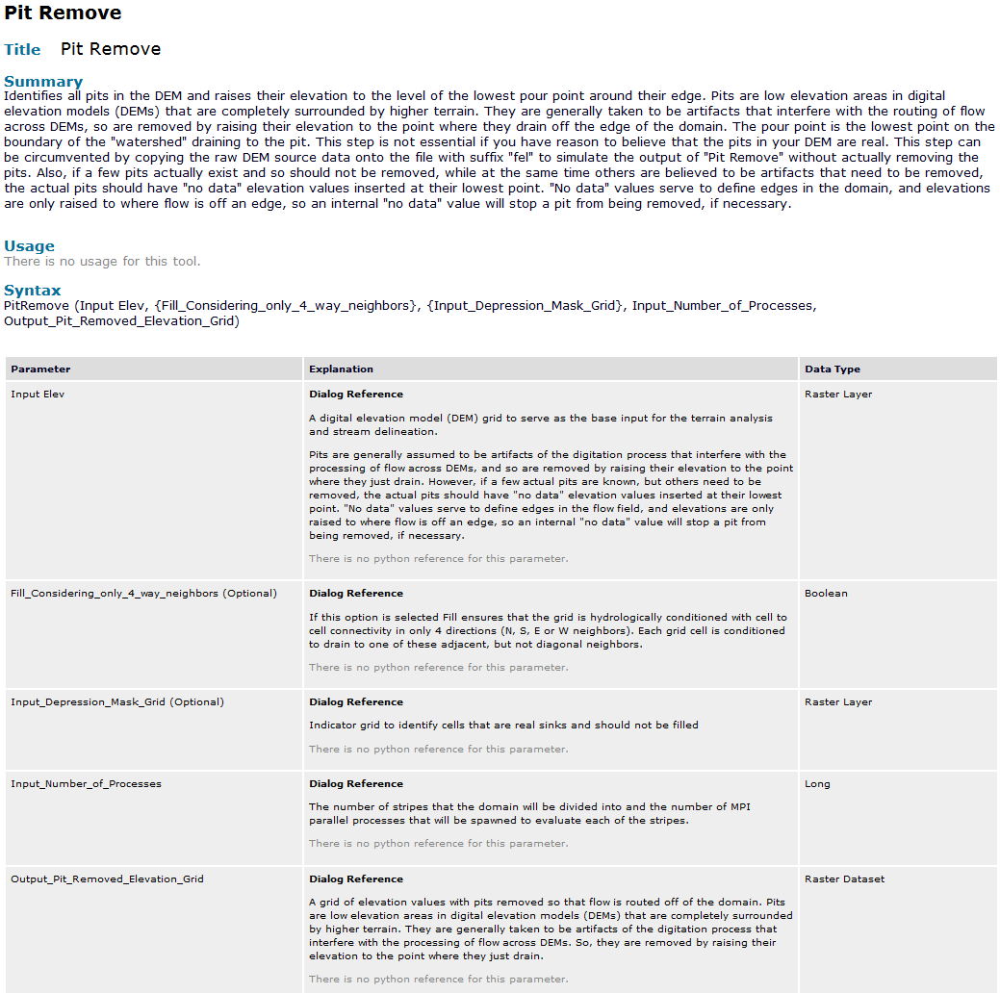 Pit Remove
Title Pit Remove
Summary
Identifies all pits in the DEM and raises their elevation to the level of the lowest pour point around their edge. Pits are low elevation areas in digital
elevation models (DEMs) that are completely surrounded by higher terrain. They are generally taken to be artifacts that interfere with the routing of flow
across DEMs, so are removed by raising their elevation to the point where they drain off the edge of the domain. The pour point is the lowest point on the
boundary of the "watershed" draining to the pit. This step is not essential if you have reason to believe that the pits in your DEM are real. This step can
be circumvented by copying the raw DEM source data onto the file with suffix "fel" to simulate the output of "Pit Remove" without actually removing the
pits. Also, if a few pits actually exist and so should not be removed, while at the same time others are believed to be artifacts that need to be removed,
the actual pits should have "no data" elevation values inserted at their lowest point. "No data" values serve to define edges in the domain, and elevations
are only raised to where flow is off an edge, so an internal "no data" value will stop a pit from being removed, if necessary.
Usage
There is no usage for this tool.
Syntax
PitRemove (Input Elev, {Fill_Considering_only_4_way_neighbors}, {Input_Depression_Mask_Grid}, Input_Number_of_Processes,
Output_Pit_Removed_Elevation_Grid)
Parameter Explanation Data Type
Input Elev Dialog Reference Raster Layer
A digital elevation model (DEM) grid to serve as the base input for the terrain analysis
and stream delineation.
Pits are generally assumed to be artifacts of the digitation process that interfere with the
processing of flow across DEMs, and so are removed by raising their elevation to the point
where they just drain. However, if a few actual pits are known, but others need to be
removed, the actual pits should have "no data" elevation values inserted at their lowest
point. "No data" values serve to define edges in the flow field, and elevations are only
raised to where flow is off an edge, so an internal "no data" value will stop a pit from
being removed, if necessary.
There is no python reference for this parameter.
Fill_Considering_only_4_way_neighbors (Optional) Dialog Reference Boolean
If this option is selected Fill ensures that the grid is hydrologically conditioned with cell to
cell connectivity in only 4 directions (N, S, E or W neighbors). Each grid cell is conditioned
to drain to one of these adjacent, but not diagonal neighbors.
There is no python reference for this parameter.
Input_Depression_Mask_Grid (Optional) Dialog Reference Raster Layer
Indicator grid to identify cells that are real sinks and should not be filled
There is no python reference for this parameter.
Input_Number_of_Processes Dialog Reference Long
The number of stripes that the domain will be divided into and the number of MPI
parallel processes that will be spawned to evaluate each of the stripes.
There is no python reference for this parameter.
Output_Pit_Removed_Elevation_Grid Dialog Reference Raster Dataset
A grid of elevation values with pits removed so that flow is routed off of the domain. Pits
are low elevation areas in digital elevation models (DEMs) that are completely surrounded
by higher terrain. They are generally taken to be artifacts of the digitation process that
interfere with the processing of flow across DEMs. So, they are removed by raising their
elevation to the point where they just drain.
There is no python reference for this parameter.